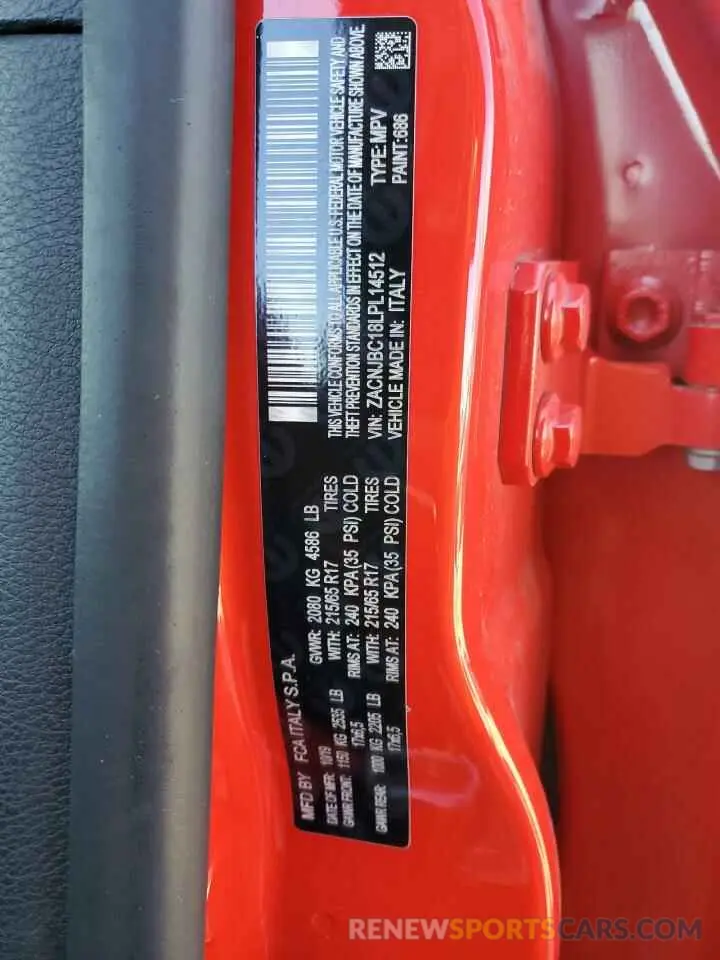 MFD BY FCA ITALY S.P.A.
DATE OF MFR: 10/19 GVWR: 2080 KG 4586 LB
GAWR FRONT: 1150 KG 2535 LB WITH: 215/65 R17 TIRES
17x6,5 RIMS AT: 240 KPA(35 PSI) COLD
GAWR REAR: 1000 KG 2205 LB WITH: 215/65 R17 TIRES
17x6,5 RIMS AT: 240 KPA(35 PSI) COLD
THIS VEHICLE CONFORMS TO ALL APPLICABLE U.S. FEDERAL MOTOR VEHICLE SAFETY AND
THEFT PREVENTION STANDARDS IN EFFECT ON THE DATE OF MANUFACTURE SHOWN ABOVE.
VIN: ZACNJBC18LPL14512 TYPE: MPV
VEHICLE MADE IN: ITALY PAINT: 686
RENEWSPORTSCARS.COM